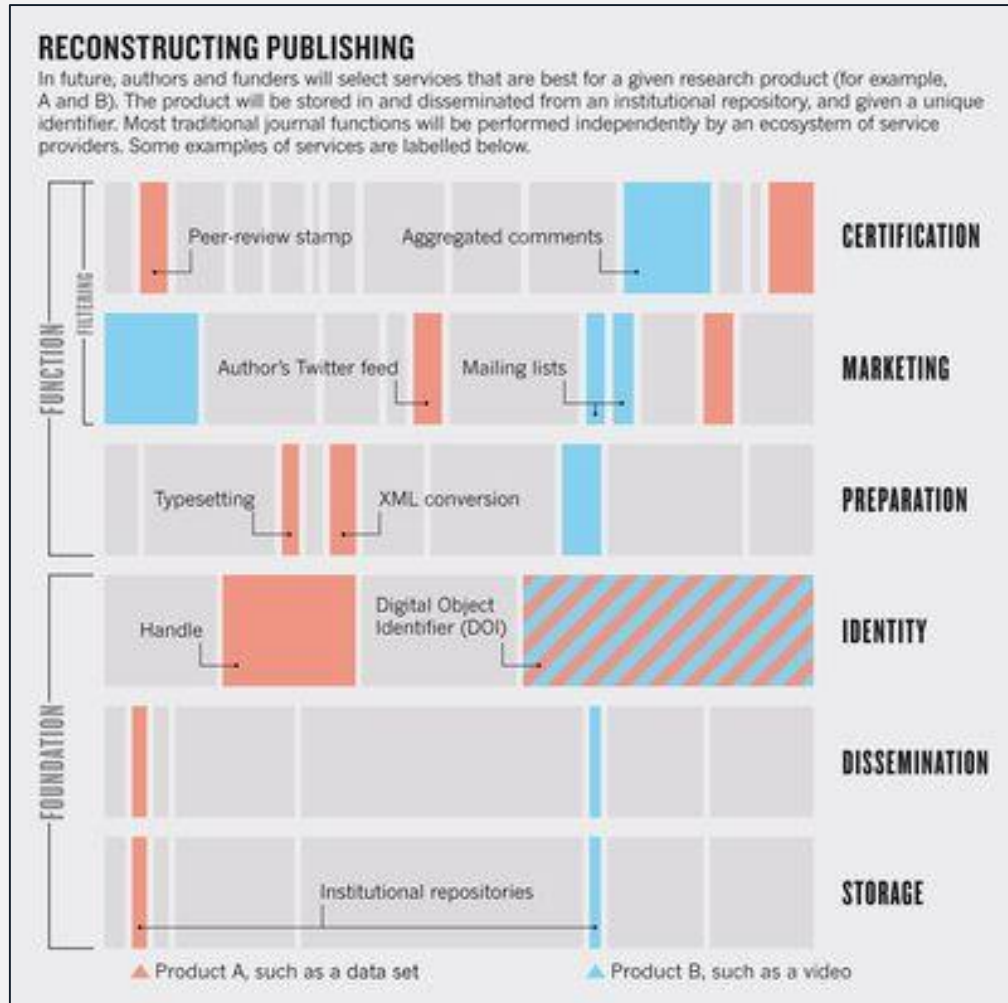 RECONSTRUCTING PUBLISHING
In future, authors and funders will select services that are best for a given research product (for example,
A and B). The product will be stored in and disseminated from an institutional repository, and given a unique
identifier. Most traditional journal functions will be performed independently by an ecosystem of service
providers. Some examples of services are labelled below.
FUNCTION
FILTERING
Peer-review stamp
Aggregated comments
CERTIFICATION
Author's Twitter feed
Mailing lists
MARKETING
Typesetting
XML conversion
PREPARATION
FOUNDATION
Handle
Digital Object
Identifier (DOI)
IDENTITY
DISSEMINATION
Institutional repositories
STORAGE
Product A, such as a data set
Product B, such as a video